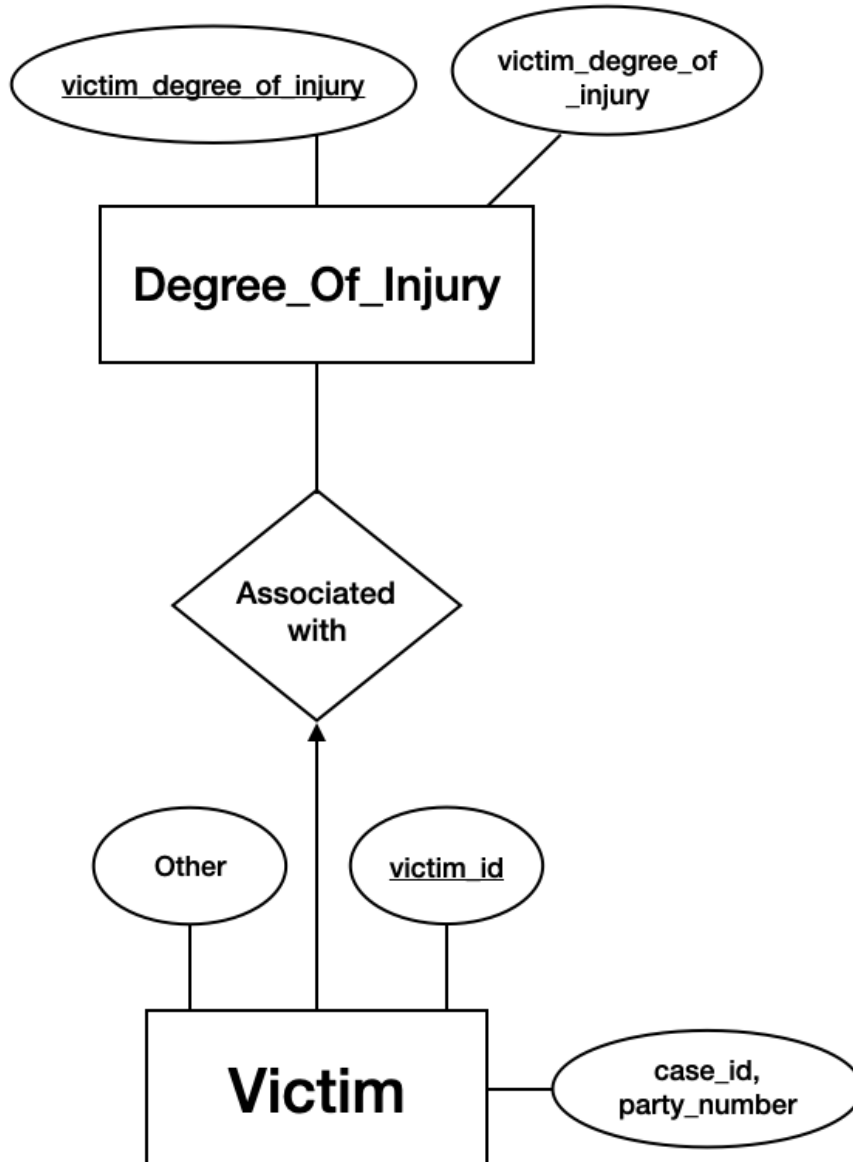 victim_degree_of_injury
victim_degree_of
_injury
Degree_Of_Injury
Associated
with
Other
victim_id
Victim
case_id,
party_number